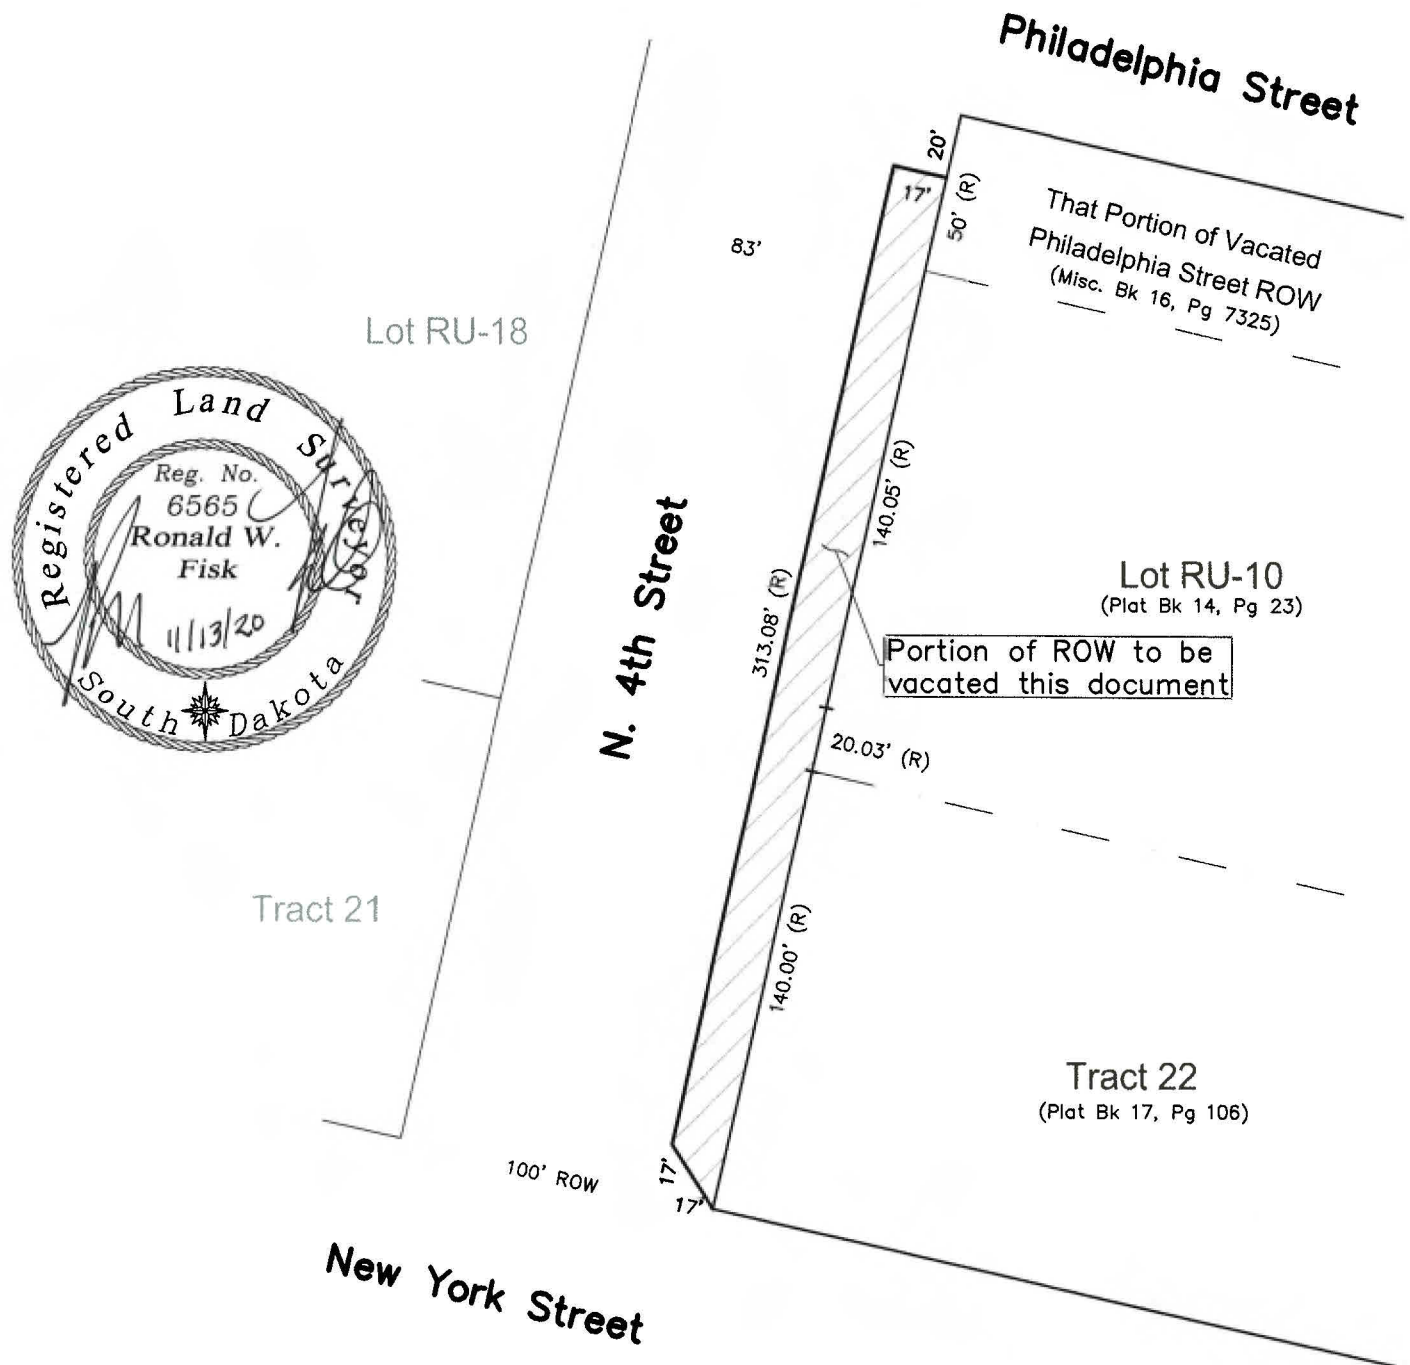 Philadelphia Street
20'
17'
50' (R)
That Portion of Vacated
Philadelphia Street ROW
(Misc. Bk 16, Pg 7325)
83'
Lot RU-18
Registered Land Surveyor
Reg. No.
6565
Ronald W.
Fisk
11/13/20
South Dakota
N. 4th Street
313.08' (R)
140.05' (R)
Lot RU-10
(Plat Bk 14, Pg 23)
Portion of ROW to be
vacated this document
20.03' (R)
Tract 21
140.00' (R)
Tract 22
(Plat Bk 17, Pg 106)
100' ROW
17'
17'
New York Street